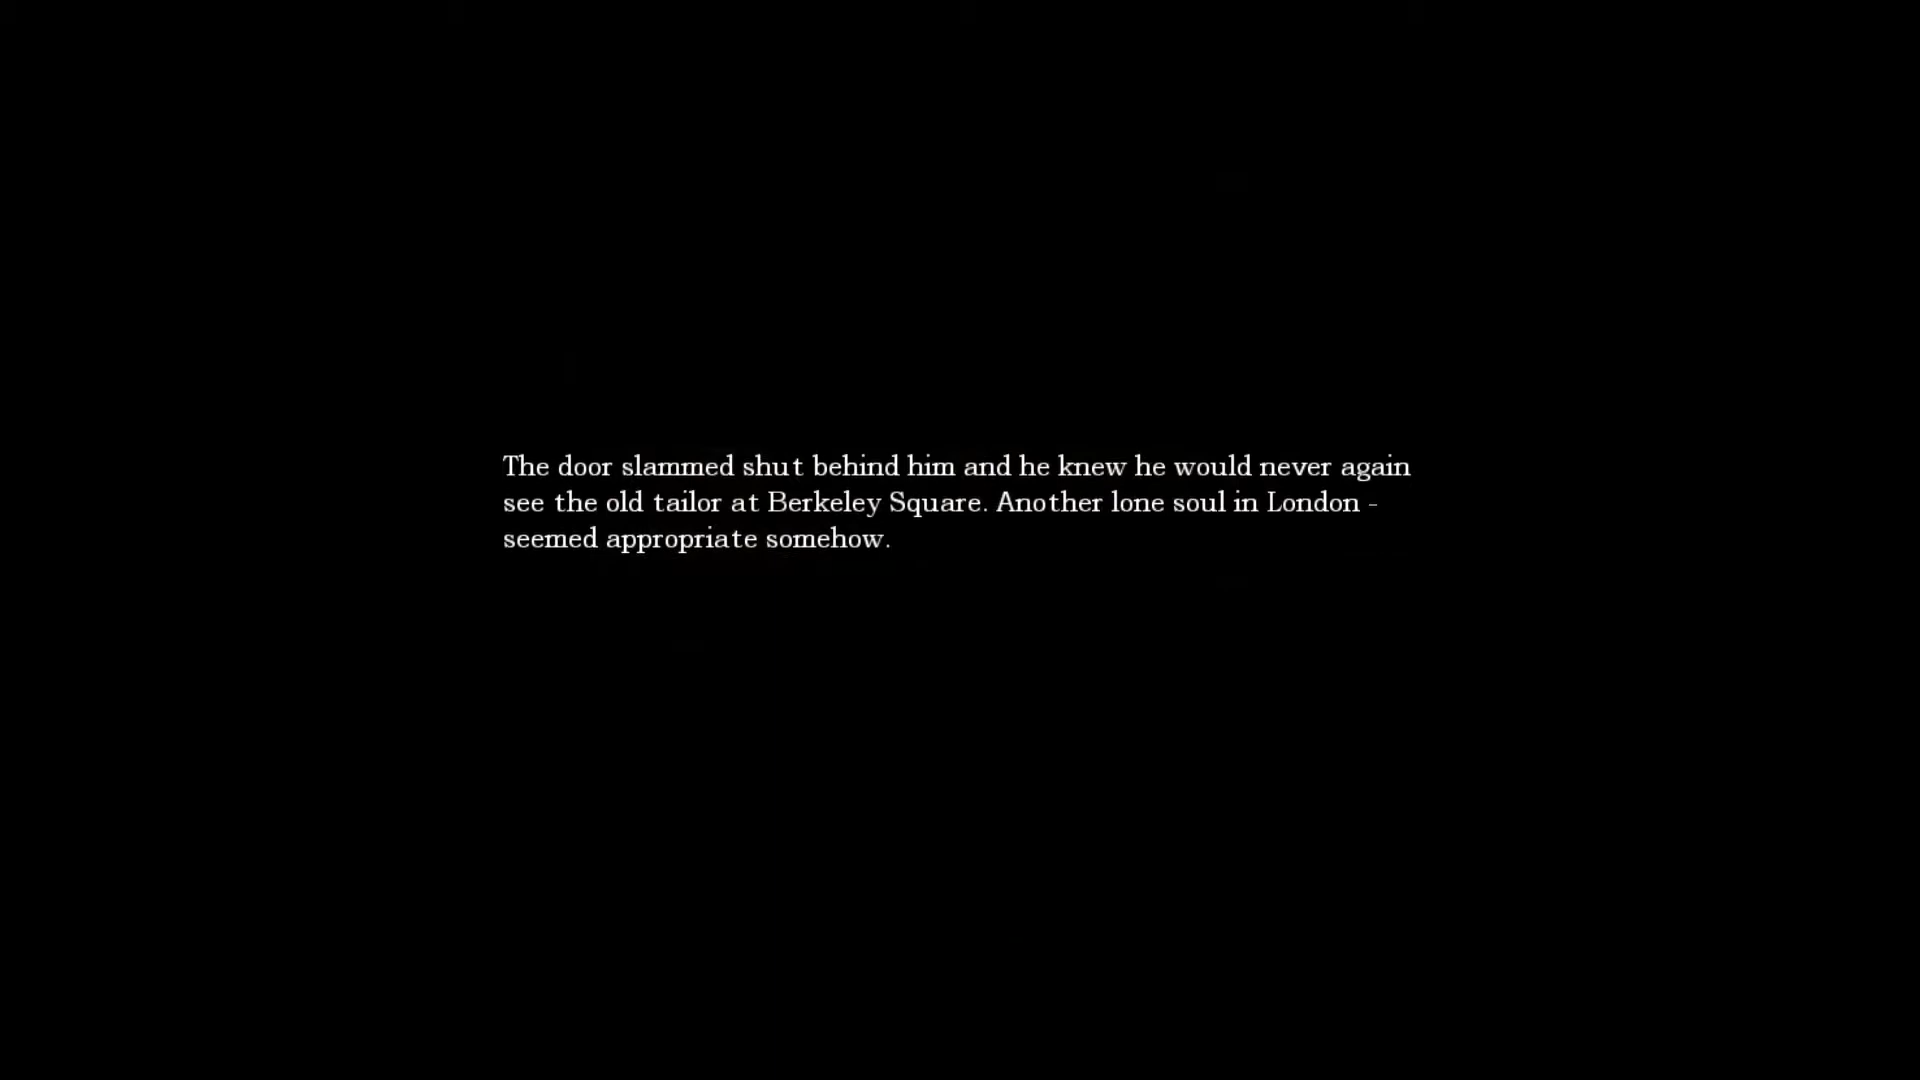 The door slammed shut behind him and he knew he would never again
see the old tailor at Berkeley Square. Another lone soul in London -
seemed appropriate somehow.